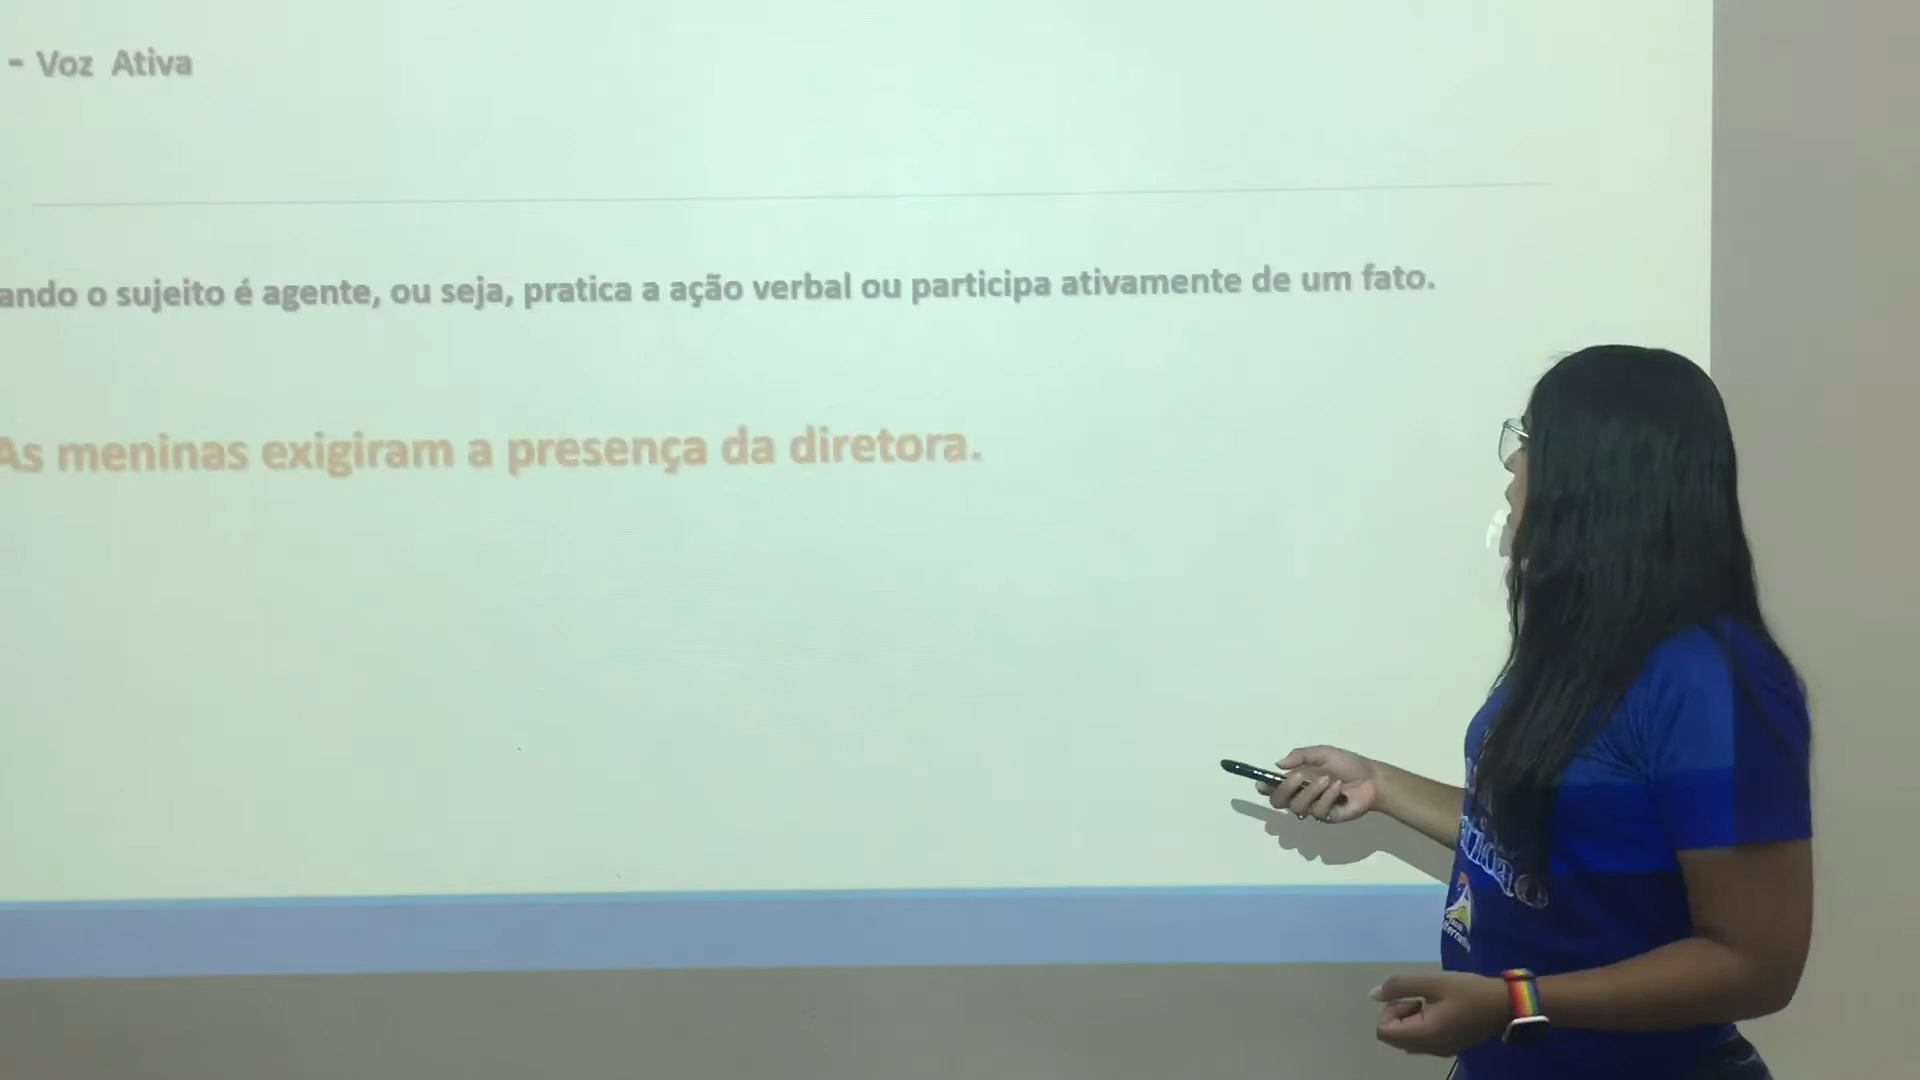 - Voz Ativa
ando o sujeito é agente, ou seja, pratica a ação verbal ou participa ativamente de um fato.
As meninas exigiram a presença da diretora.